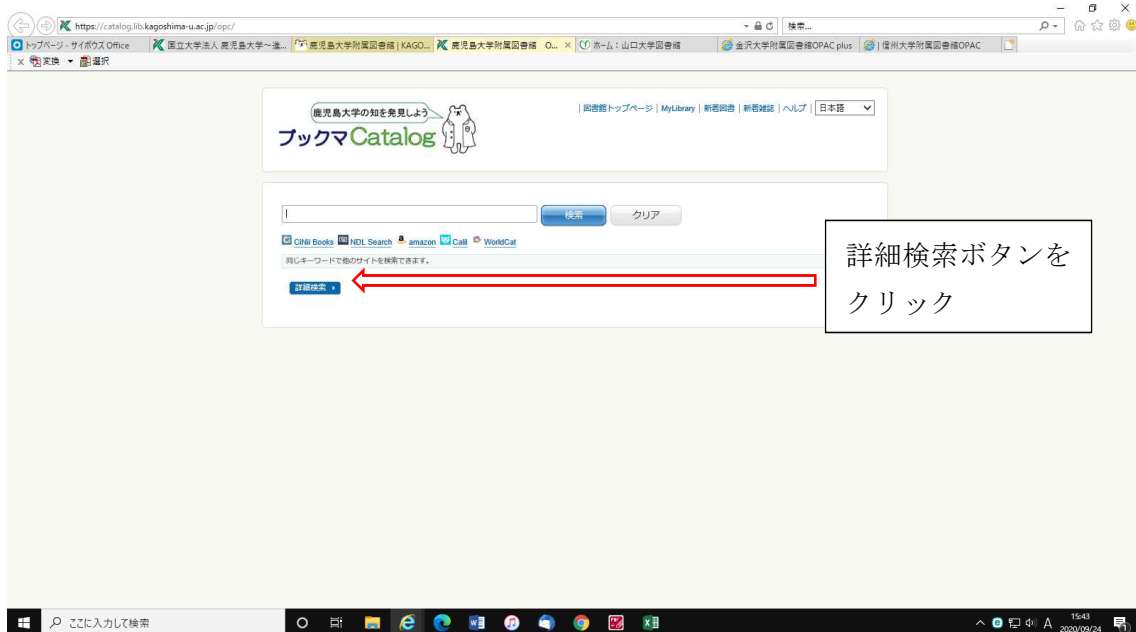 https://catalog.lib.kagoshima-u.ac.jp/opc/
検索...
トップページ - サイボウズ Office
国立大学法人 鹿児島大学～進...
鹿児島大学附属図書館 | KAGO...
鹿児島大学附属図書館 O... ×
ホーム：山口大学図書館
金沢大学附属図書館OPAC plus
信州大学附属図書館OPAC
x 変換 ▼ 選択
鹿児島大学の知を発見しよう
ブックマCatalog
| 図書館トップページ | MyLibrary | 新着図書 | 新着雑誌 | ヘルプ | 日本語
検索
クリア
CiNii Books NDL Search amazon Calil WorldCat
同じキーワードで他のサイトを検索できます。
詳細検索
詳細検索ボタンを
クリック
ここに入力して検索
A
15:43
2020/09/24